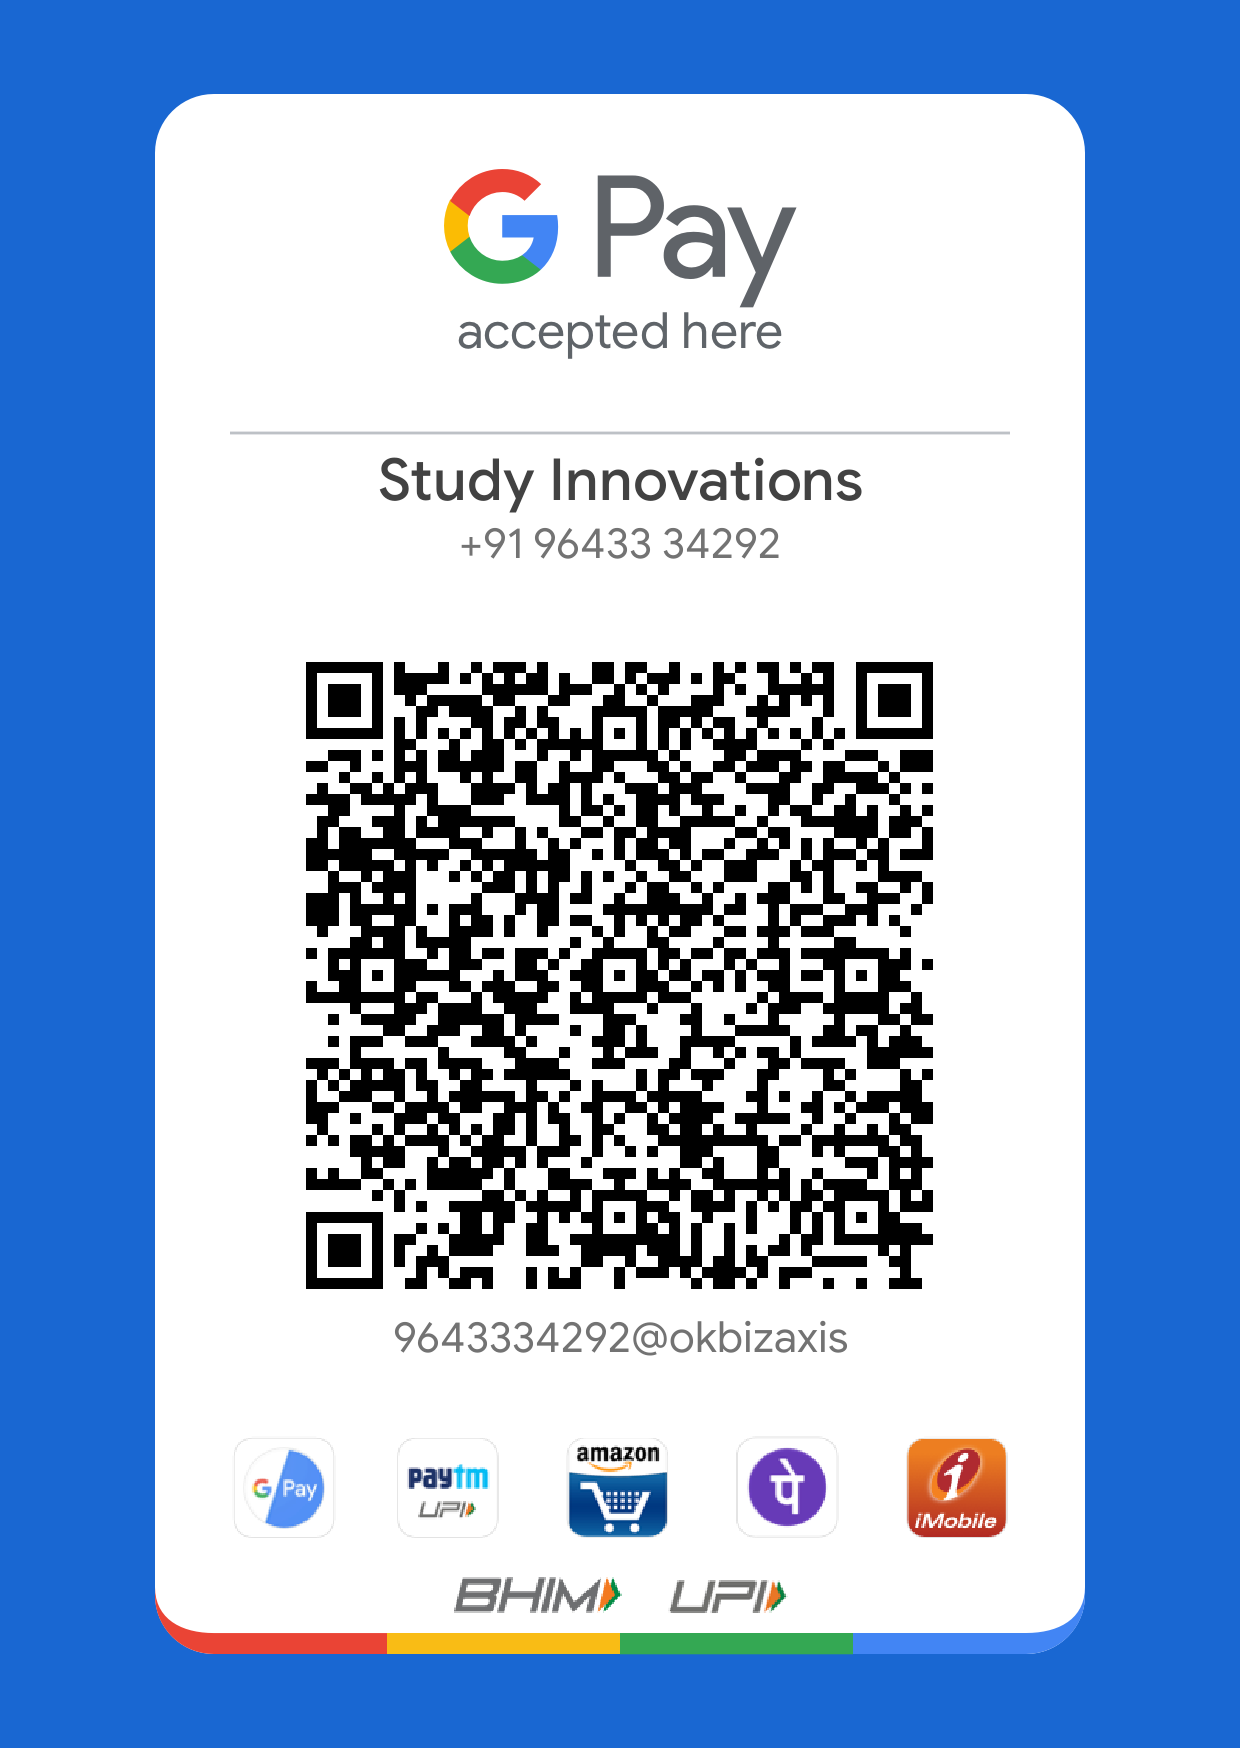 G Pay
accepted here
Study Innovations
+91 96433 34292
9643334292@okbizaxis
G Pay
paytm
UPI
amazon
पे
i
iMobile
BHIM UPI